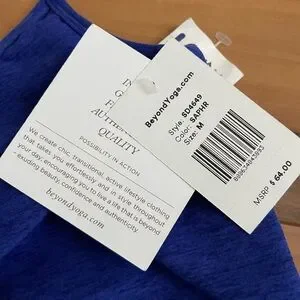 QUALITY
POSSIBILITY IN ACTION
We create chic, transitional, active lifestyle clothing
that takes you effortlessly and in style throughout
your day, encouraging you to live a life that is beyond
exuding beauty, confidence and authenticity.
beyondyoga.com
BeyondYoga.com
Style: SD4649
Color: SAPHR
Size: M
MSRP $64.00